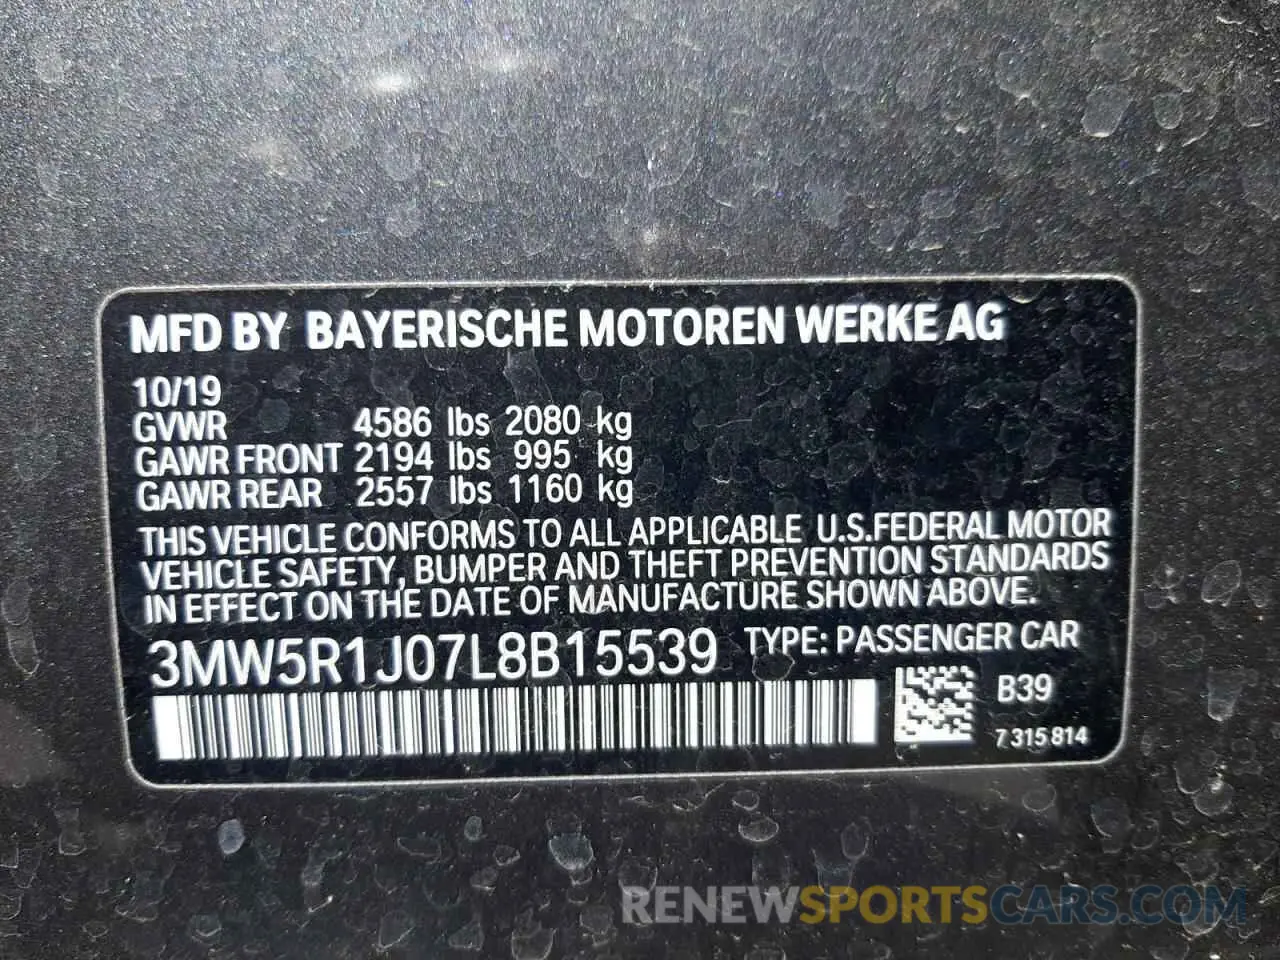 MFD BY BAYERISCHE MOTOREN WERKE AG
10/19
GVWR 4586 lbs 2080 kg
GAWR FRONT 2194 lbs 995 kg
GAWR REAR 2557 lbs 1160 kg
THIS VEHICLE CONFORMS TO ALL APPLICABLE U.S.FEDERAL MOTOR
VEHICLE SAFETY, BUMPER AND THEFT PREVENTION STANDARDS
IN EFFECT ON THE DATE OF MANUFACTURE SHOWN ABOVE.
3MW5R1J07L8B15539 TYPE: PASSENGER CAR
B39
7 315 814
RENEWSPORTSCARS.COM